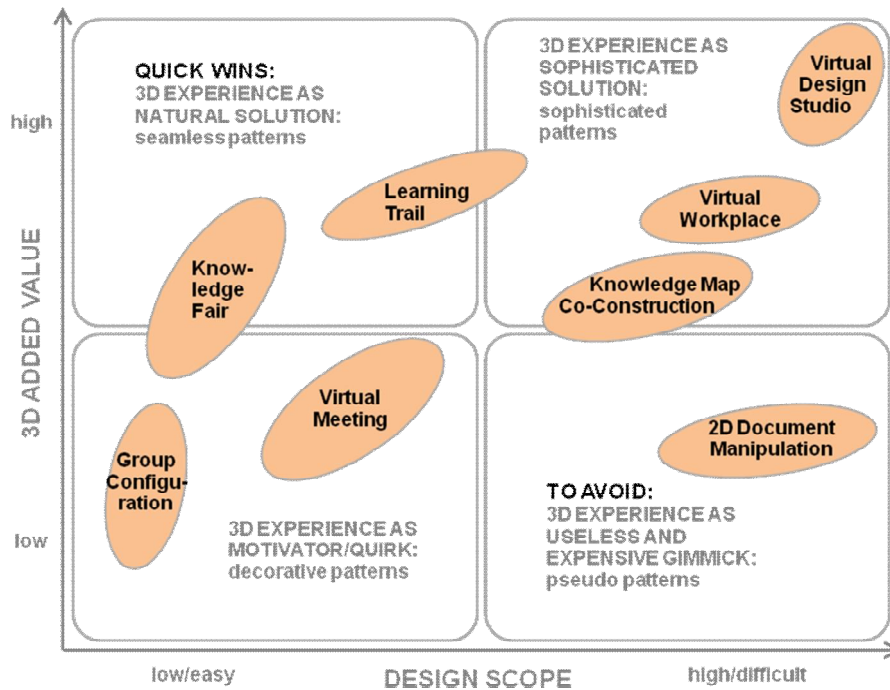 QUICK WINS:
3D EXPERIENCE AS
NATURAL SOLUTION:
seamless patterns
3D EXPERIENCE AS
SOPHISTICATED
SOLUTION:
sophisticated
patterns
Virtual
Design
Studio
high
Learning
Trail
Virtual
Workplace
Know-
ledge
Fair
Knowledge Map
Co-Construction
3D ADDED VALUE
Virtual
Meeting
2D Document
Manipulation
Group
Configu-
ration
low
3D EXPERIENCE AS
MOTIVATOR/QUIRK:
decorative patterns
TO AVOID:
3D EXPERIENCE AS
USELESS AND
EXPENSIVE GIMMICK:
pseudo patterns
low/easy
DESIGN SCOPE
high/difficult